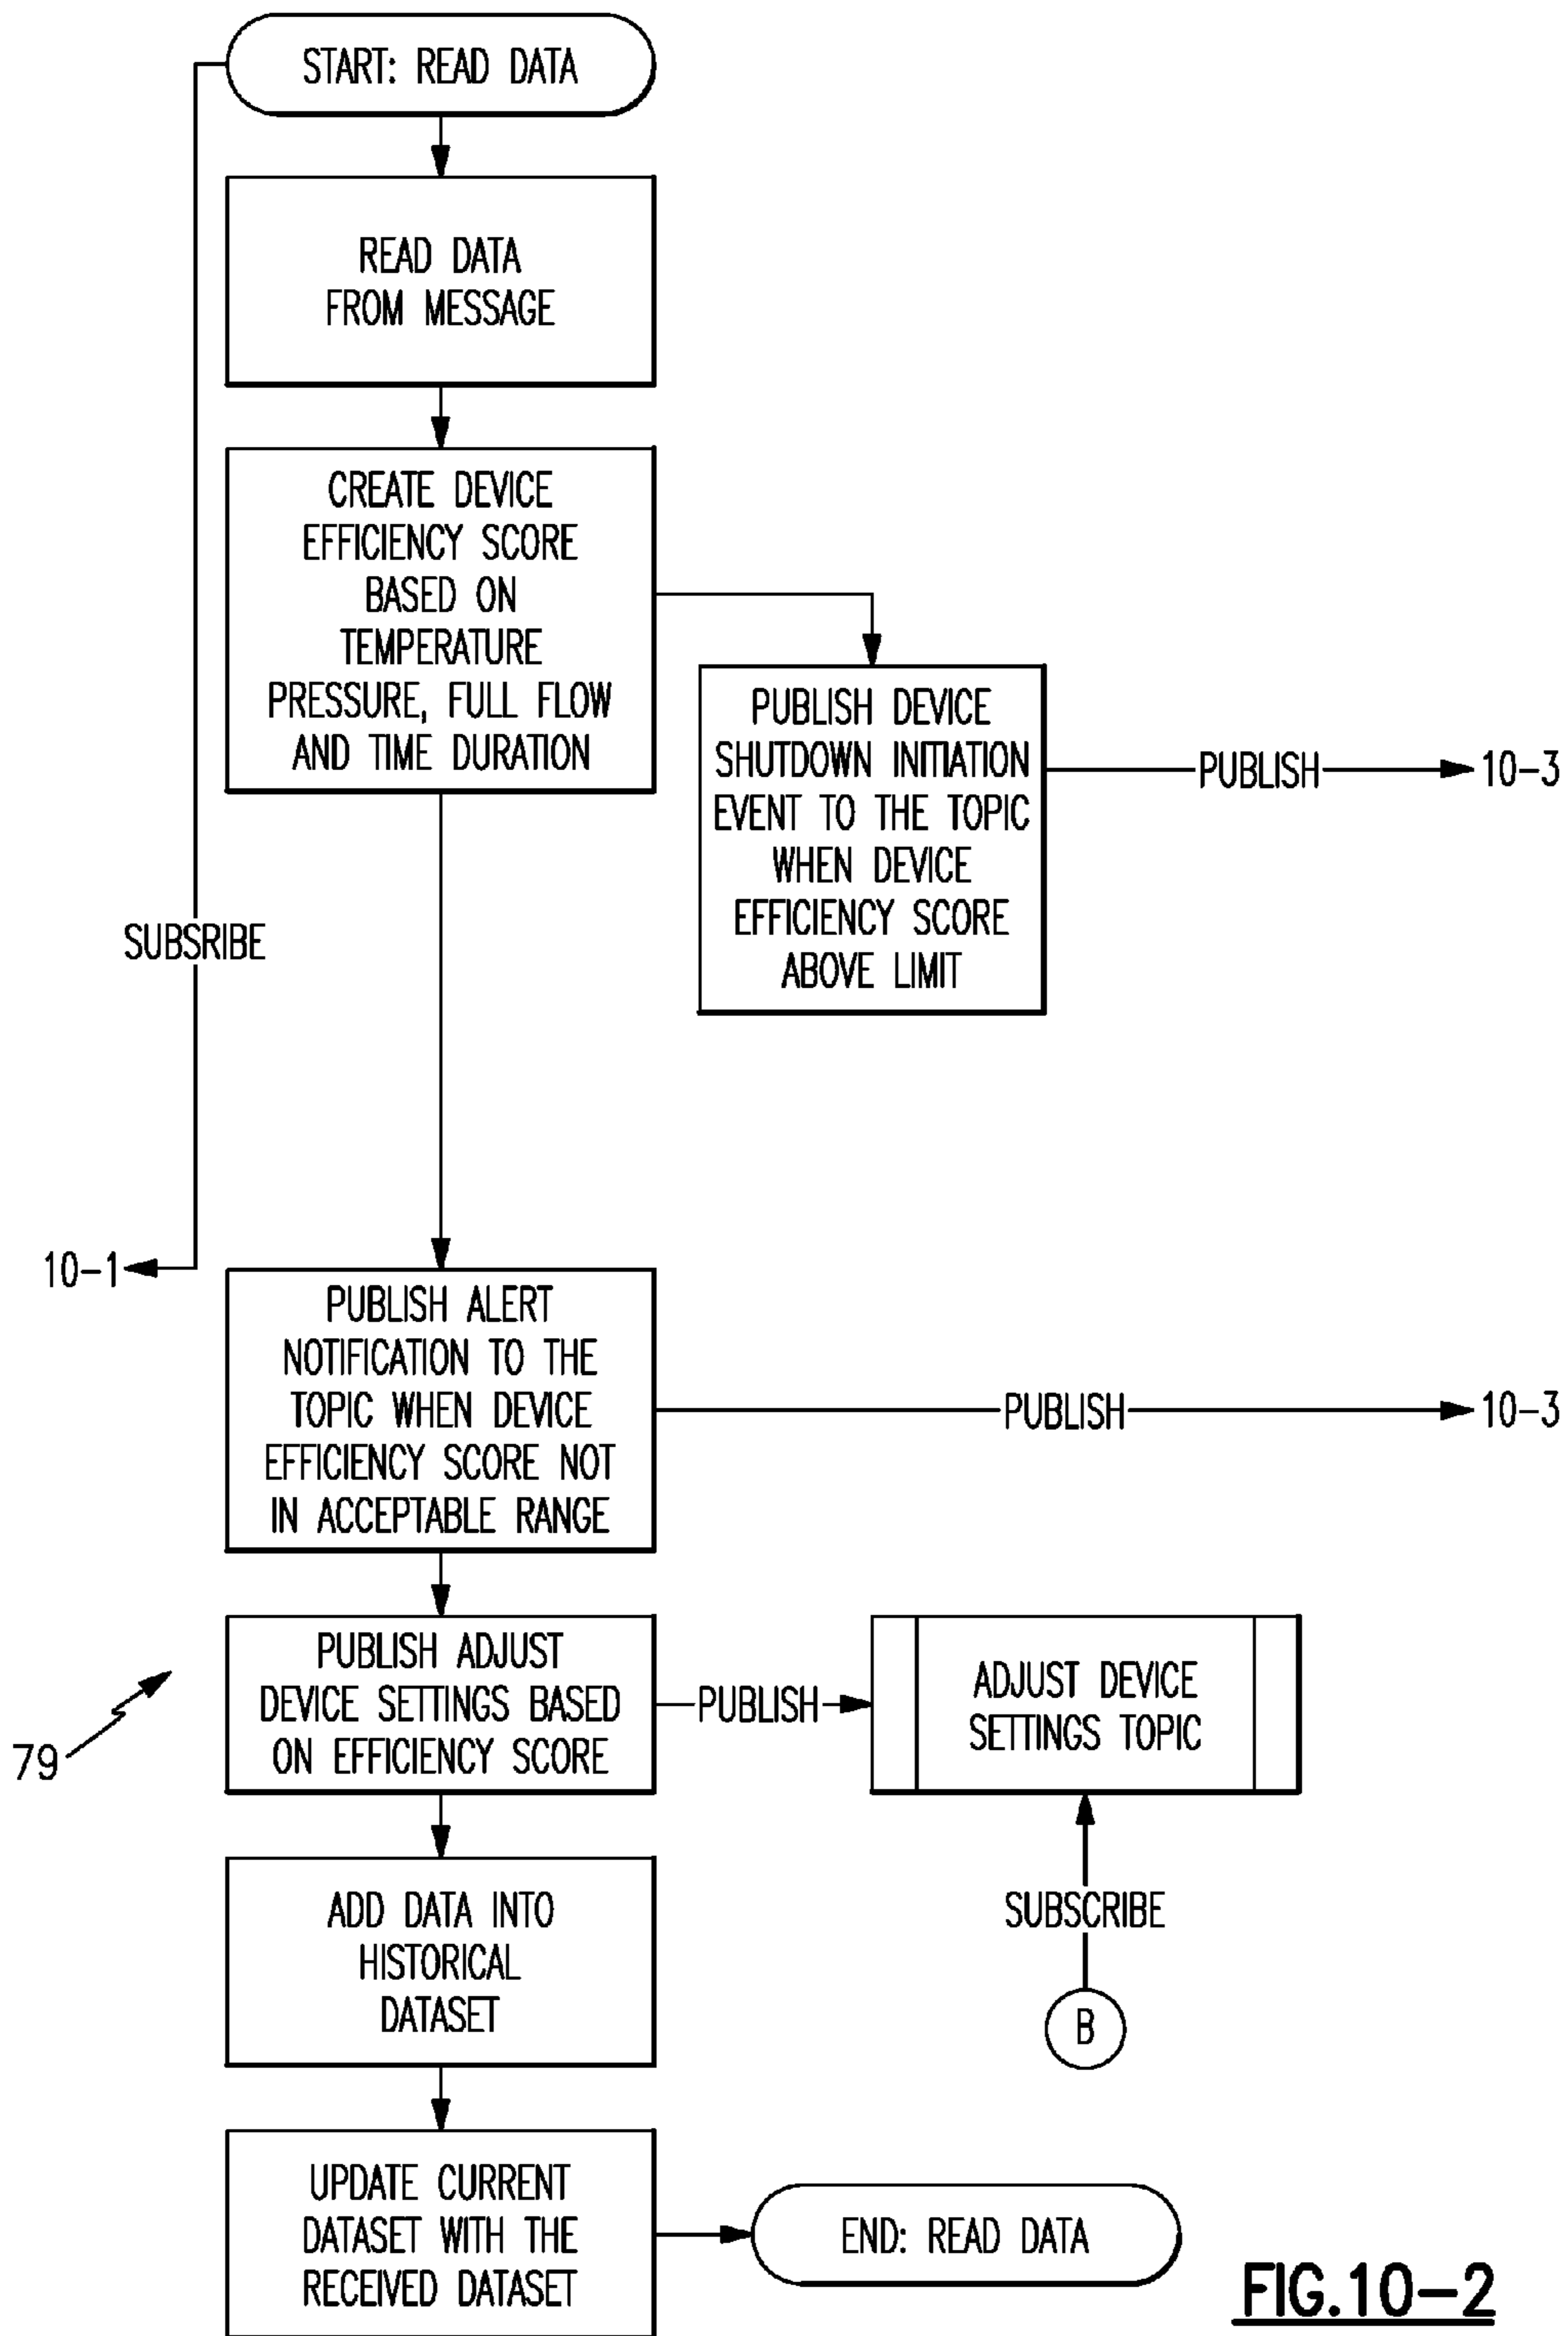 START: READ DATA
READ DATA
FROM MESSAGE
CREATE DEVICE
EFFICIENCY SCORE
BASED ON
TEMPERATURE
PRESSURE, FULL FLOW
AND TIME DURATION
PUBLISH DEVICE
SHUTDOWN INITIATION
EVENT TO THE TOPIC
WHEN DEVICE
EFFICIENCY SCORE
ABOVE LIMIT
PUBLISH
10-3
SUBSRIBE
10-1
PUBLISH ALERT
NOTIFICATION TO THE
TOPIC WHEN DEVICE
EFFICIENCY SCORE NOT
IN ACCEPTABLE RANGE
PUBLISH
10-3
79
PUBLISH ADJUST
DEVICE SETTINGS BASED
ON EFFICIENCY SCORE
PUBLISH
ADJUST DEVICE
SETTINGS TOPIC
SUBSCRIBE
B
ADD DATA INTO
HISTORICAL
DATASET
UPDATE CURRENT
DATASET WITH THE
RECEIVED DATASET
END: READ DATA
FIG.10-2